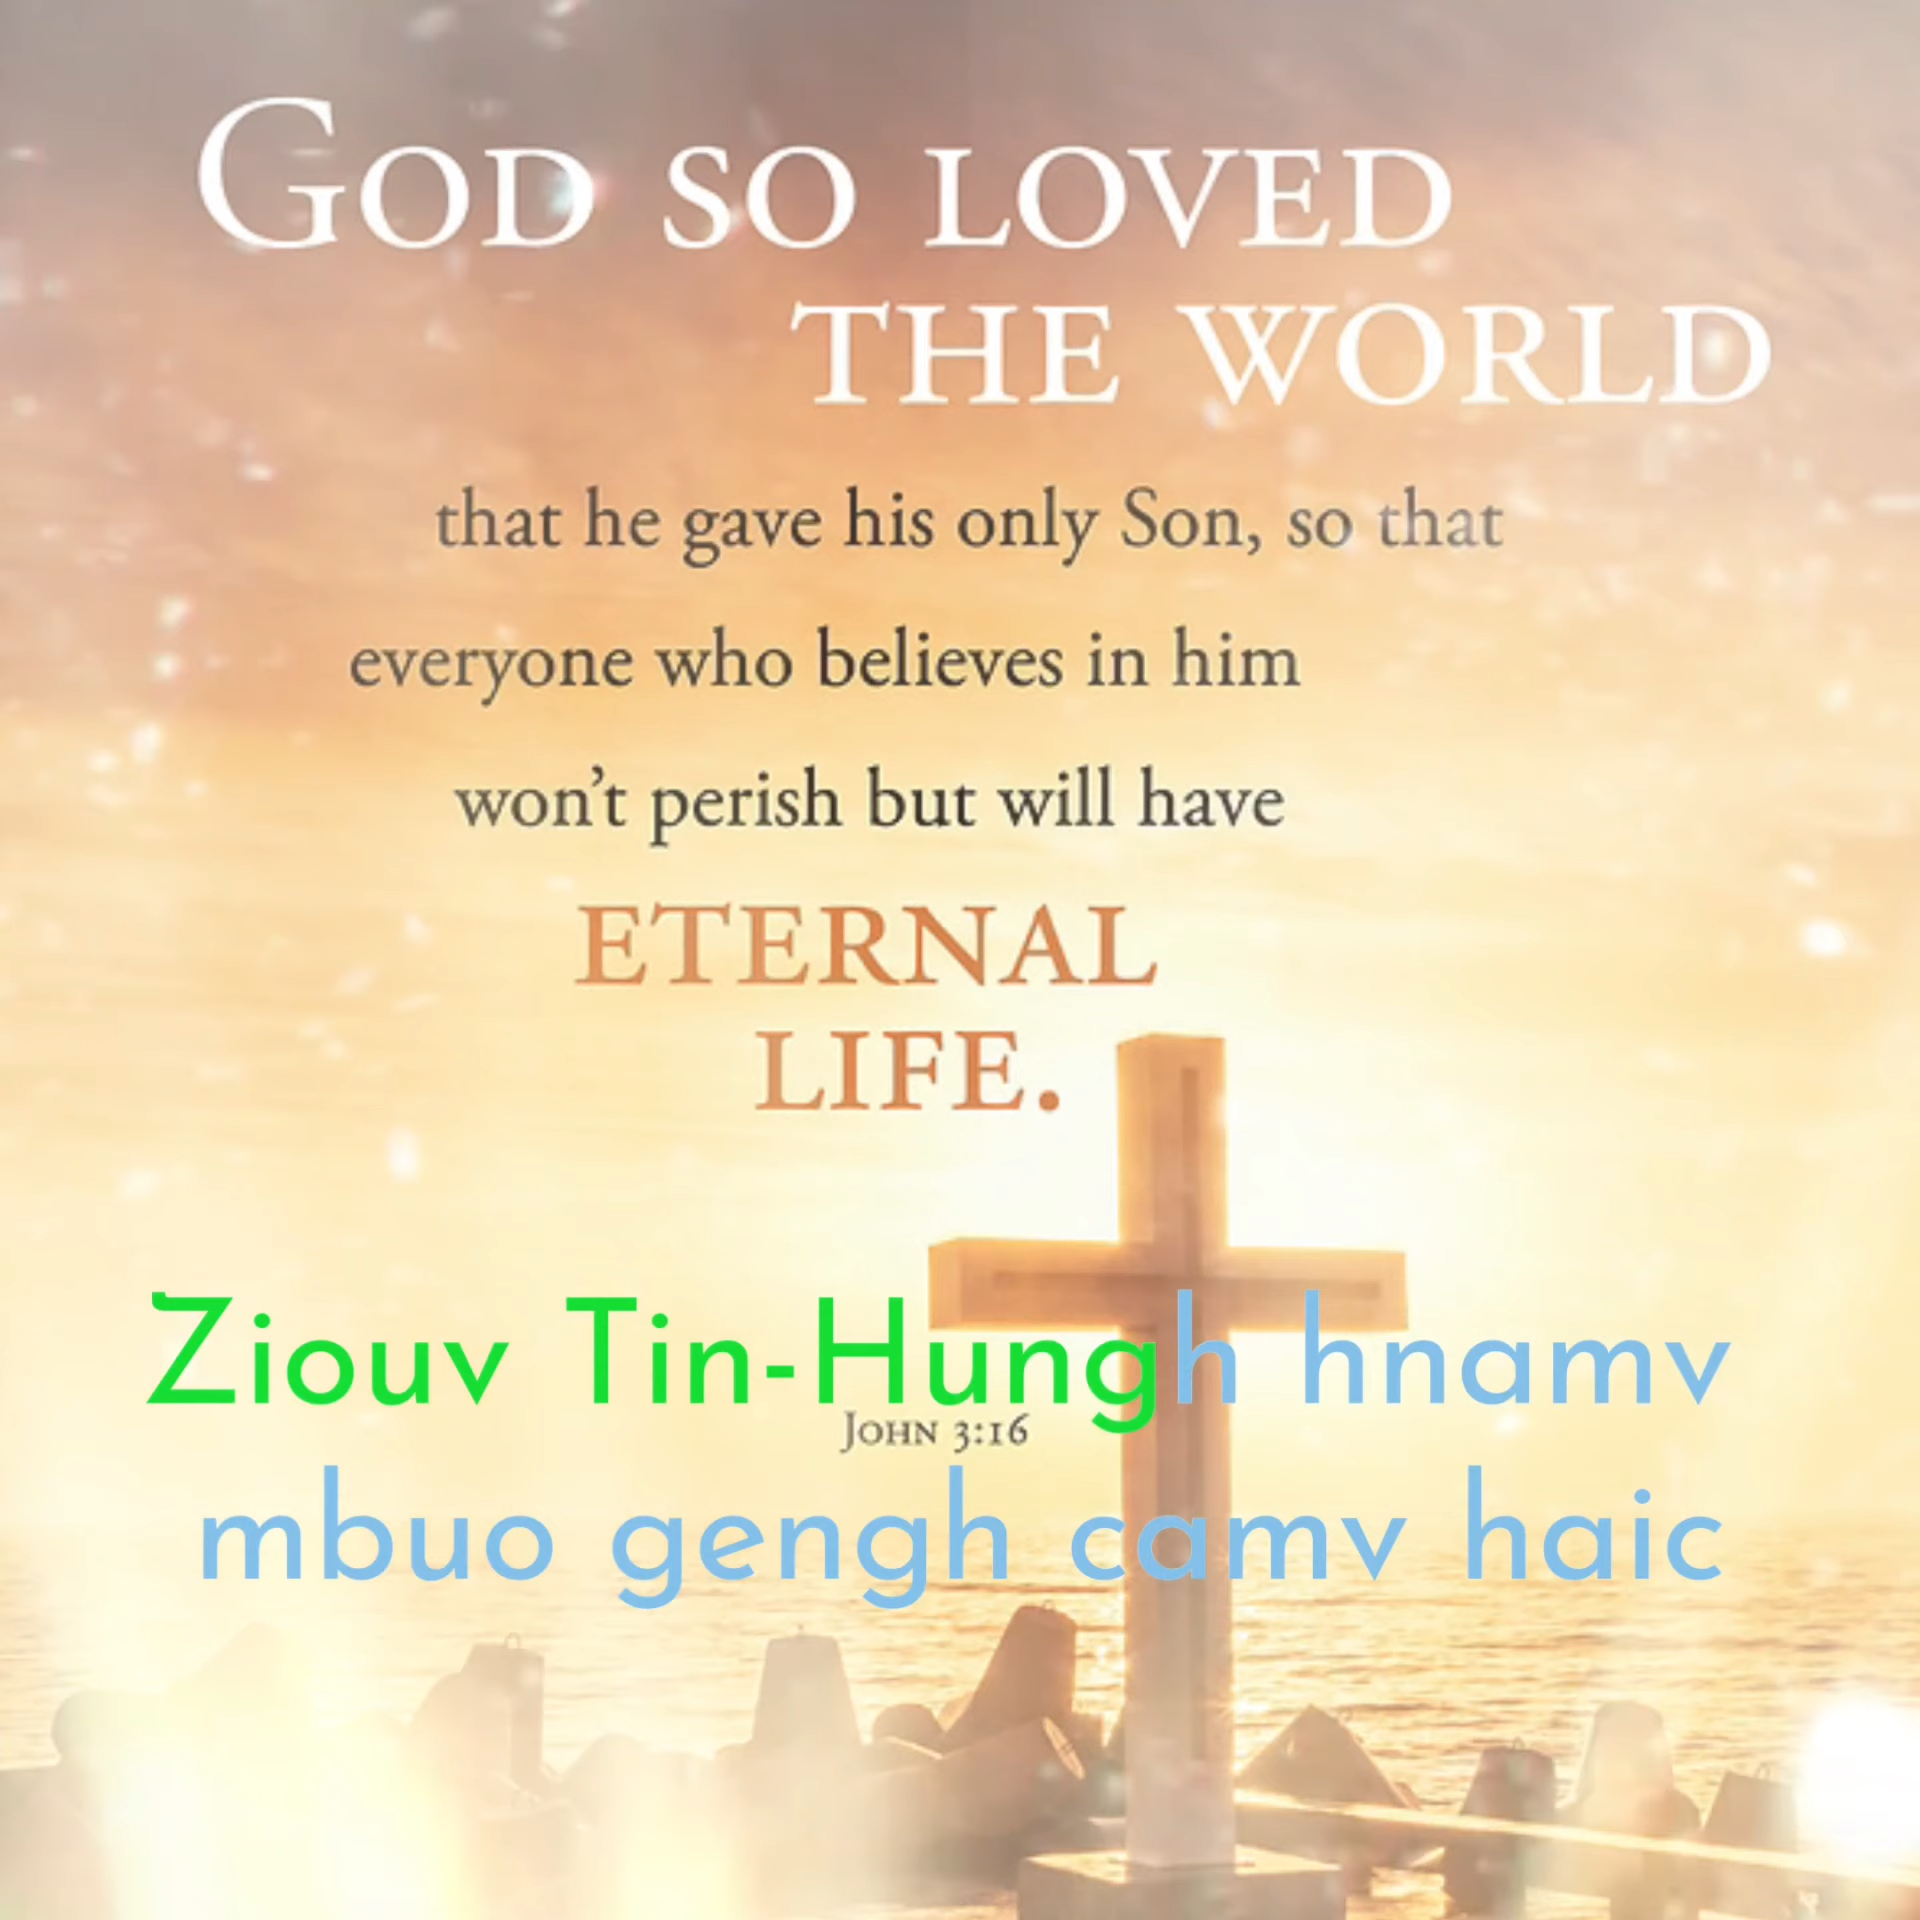 GOD SO LOVED
THE WORLD
that he gave his only Son, so that
everyone who believes in him
won't perish but will have
ETERNAL
LIFE.
Ziouv Tin-Hungh hnamv
JOHN 3:16
mbuo gengh camv haic